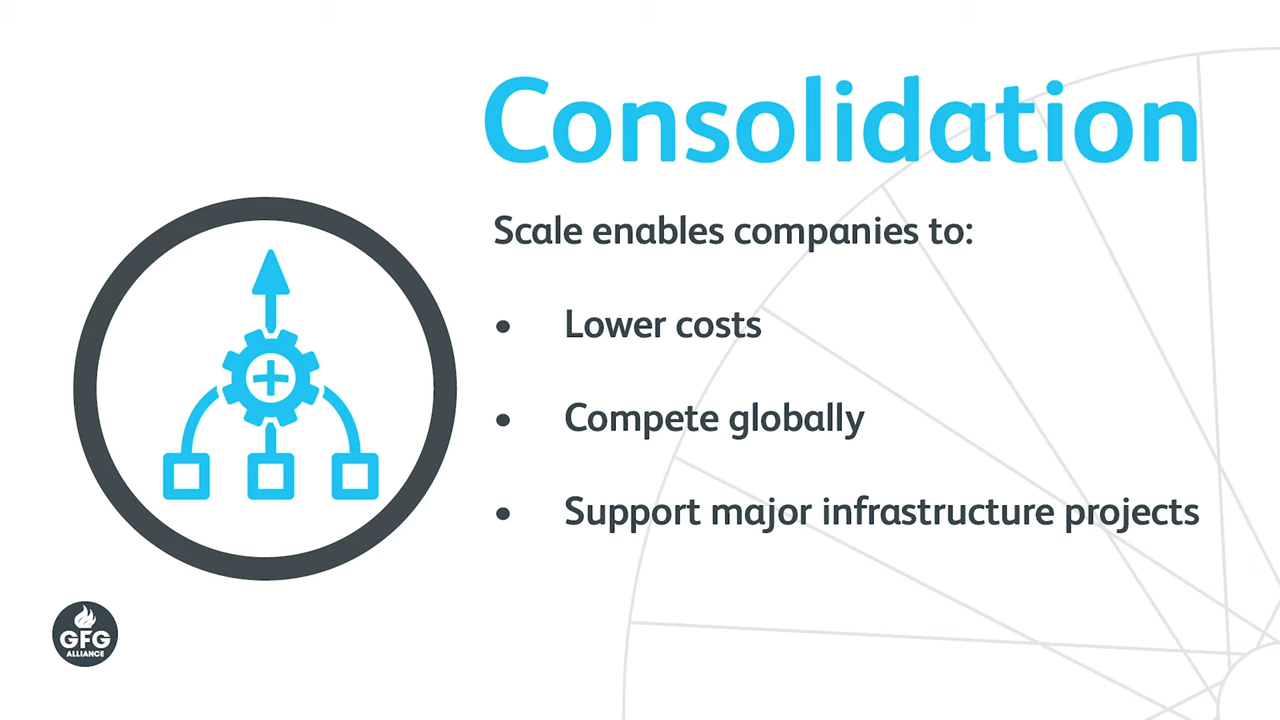 Consolidation
Scale enables companies to:
• Lower costs
• Compete globally
• Support major infrastructure projects
GFG
ALLIANCE